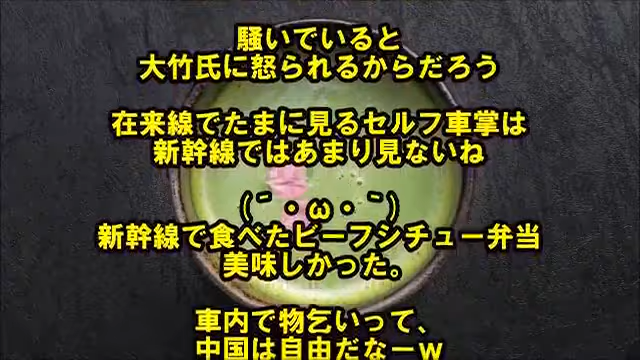 騒いでいると
大竹氏に怒られるからだろう
在来線でたまに見るセルフ車掌は
新幹線ではあまり見ないね
(´・ω・｀)
新幹線で食べたビーフシチュー弁当
美味しかった。
車内で物乞いって、
中国は自由だなーｗ